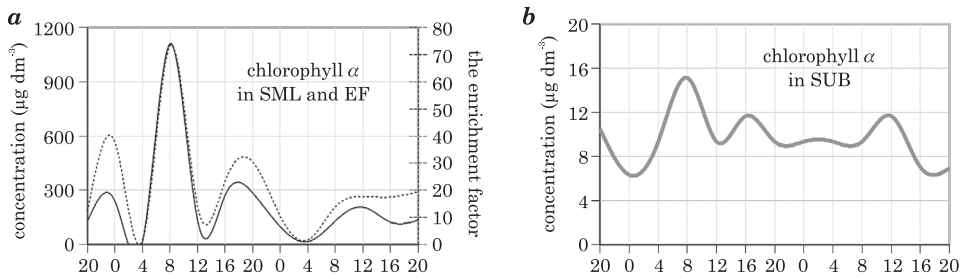 a
1200
900
600
300
0
concentration (µg dm⁻³)
chlorophyll α
in SML and EF
80
70
60
50
40
30
20
10
0
the enrichment factor
20 0 4 8 12 16 20 0 4 8 12 16 20
b
20
16
12
8
4
0
concentration (µg dm⁻³)
chlorophyll α
in SUB
20 0 4 8 12 16 20 0 4 8 12 16 20